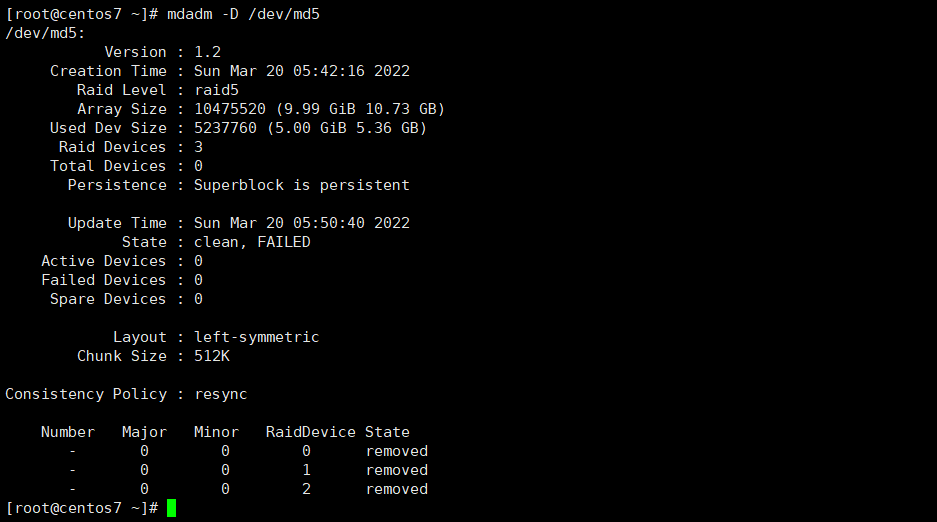 [root@centos7 ~]# mdadm -D /dev/md5
/dev/md5:
Version : 1.2
Creation Time : Sun Mar 20 05:42:16 2022
Raid Level : raid5
Array Size : 10475520 (9.99 GiB 10.73 GB)
Used Dev Size : 5237760 (5.00 GiB 5.36 GB)
Raid Devices : 3
Total Devices : 0
Persistence : Superblock is persistent
Update Time : Sun Mar 20 05:50:40 2022
State : clean, FAILED
Active Devices : 0
Failed Devices : 0
Spare Devices : 0
Layout : left-symmetric
Chunk Size : 512K
Consistency Policy : resync
Number Major Minor RaidDevice State
- 0 0 0 removed
- 0 0 1 removed
- 0 0 2 removed
[root@centos7 ~]#